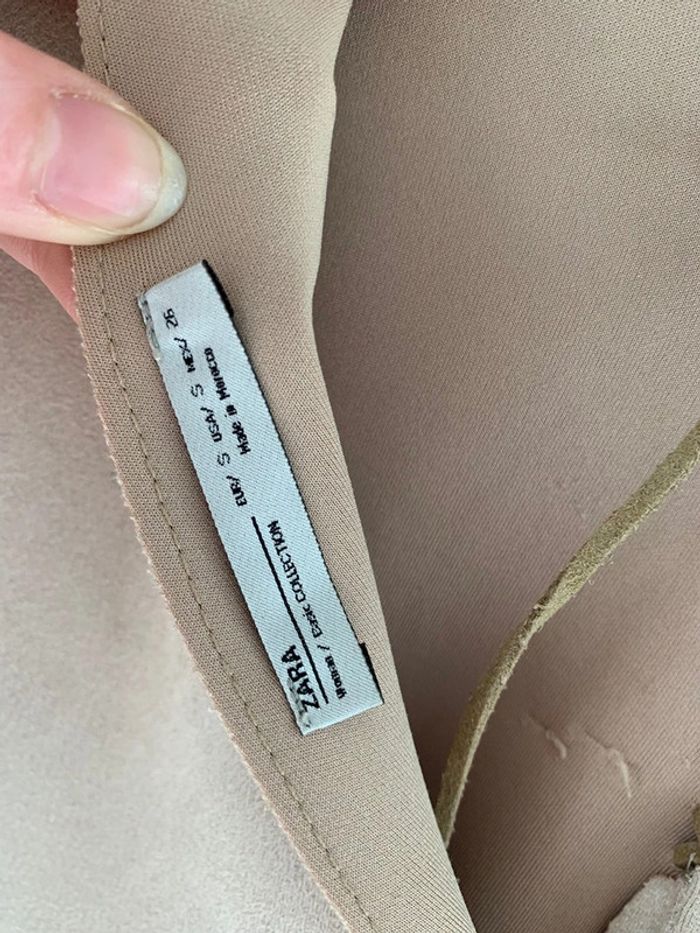 ZARA
Woman / Basic COLLECTION
EUR/ S USA/ S MEX/ 26
Made in Morocco